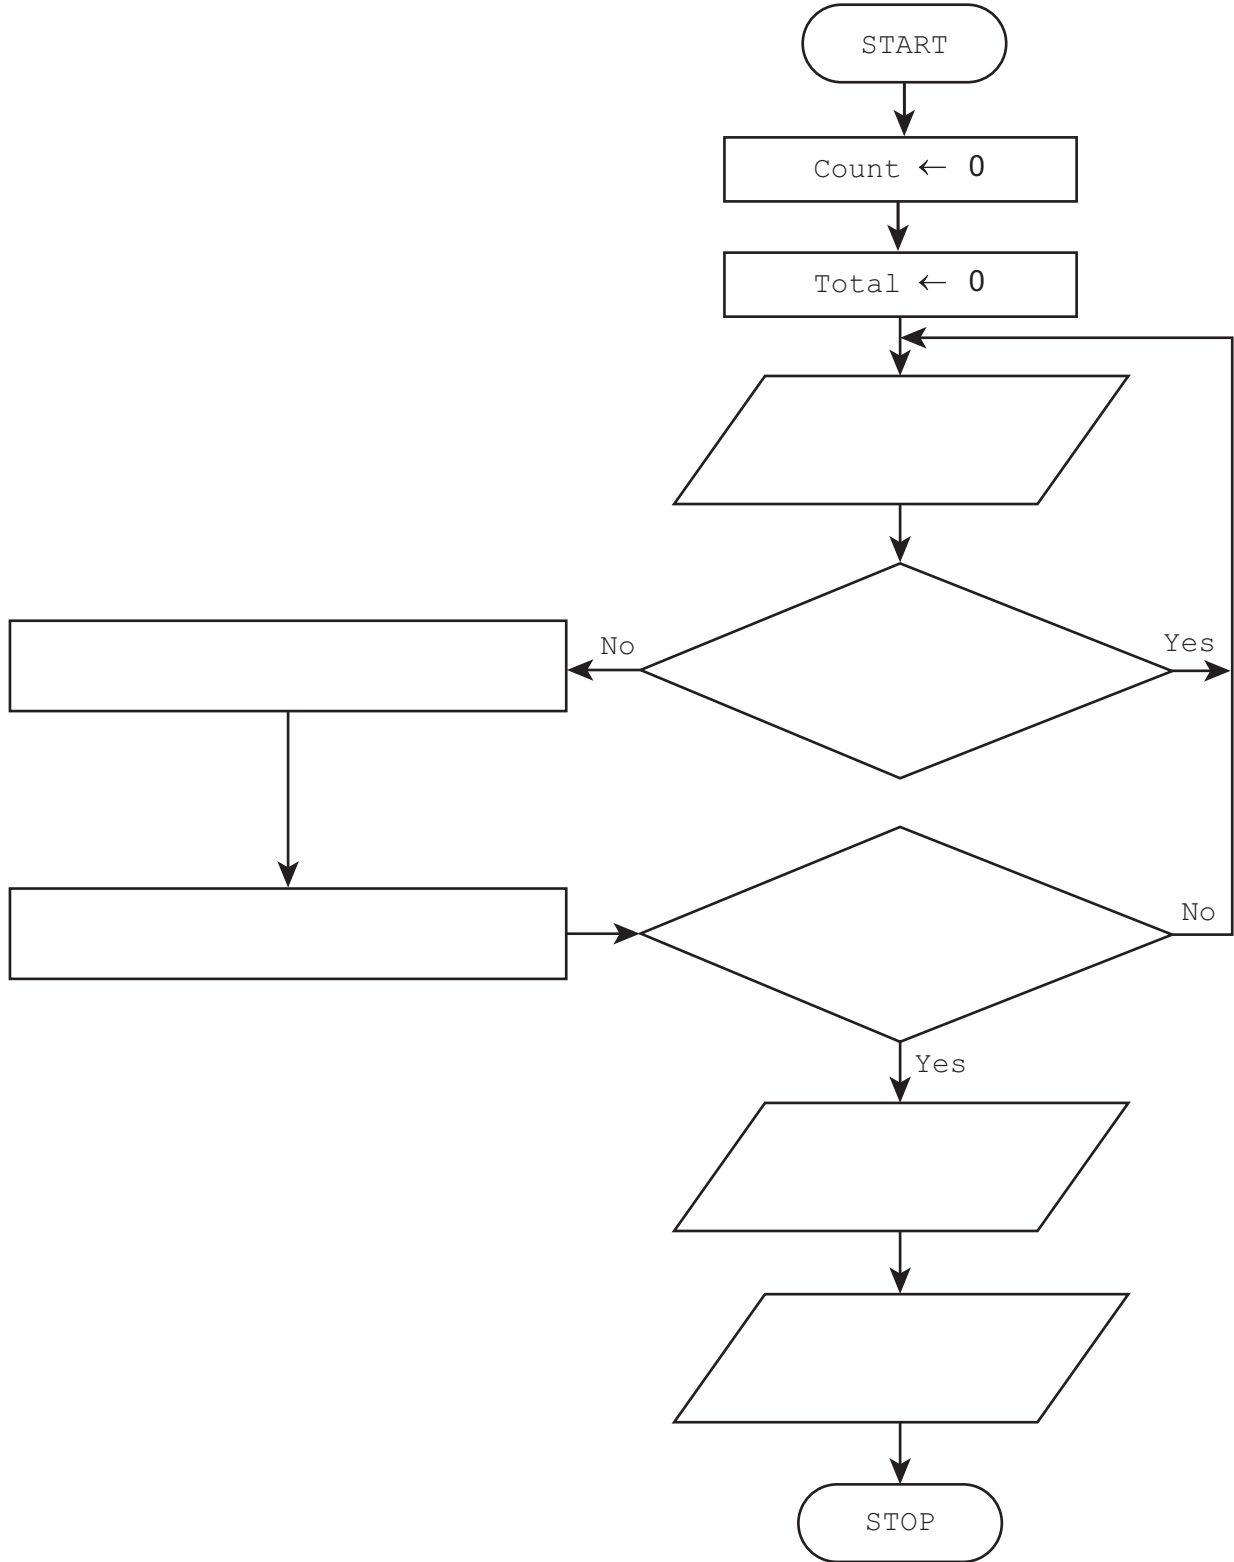 START
Count ← 0
Total ← 0
No
Yes
No
Yes
STOP